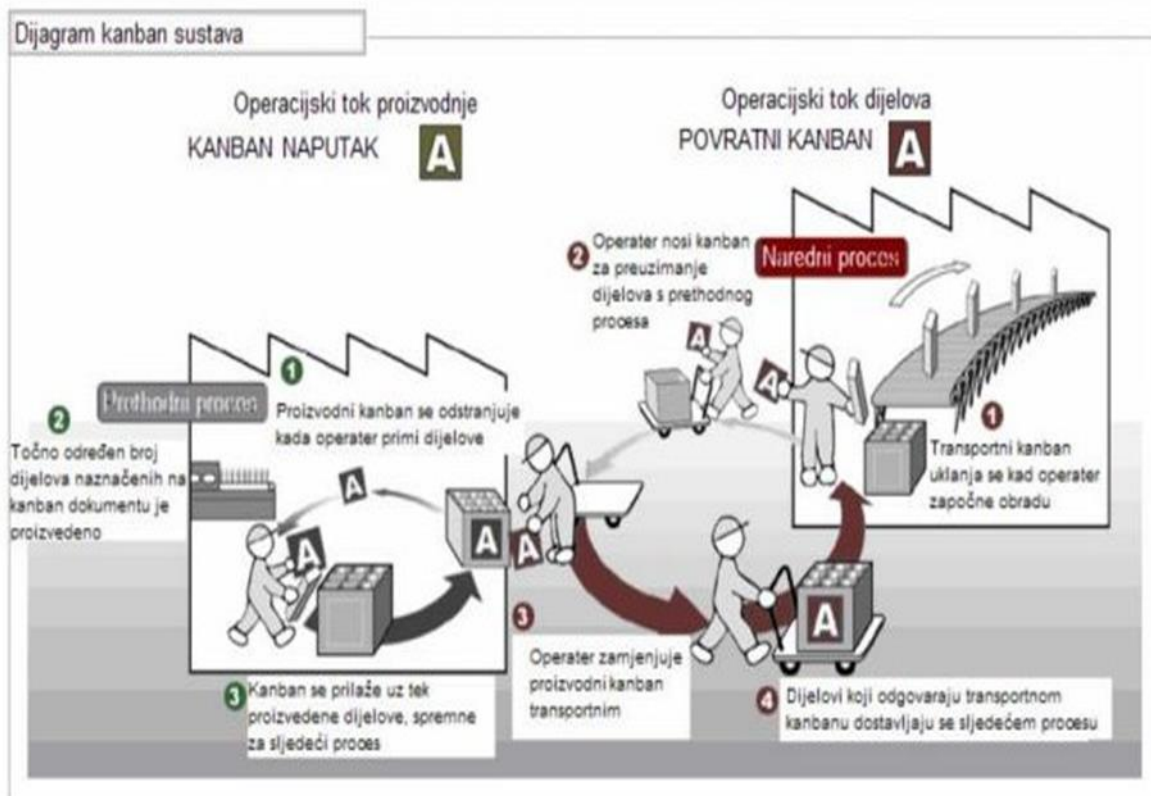 Dijagram kanban sustava
Operacijski tok proizvodnje
KANBAN NAPUTAK A
Operacijski tok dijelova
POVRATNI KANBAN A
2 Operater nosi kanban
za preuzimanje
dijelova s prethodnog
procesa
Naredni proces
A
A
1
Transportni kanban
uklanja se kad operater
započne obradu
Prethodni proces
1
Proizvodni kanban se odstranjuje
kada operater primi dijelove
2
Točno određen broj
dijelova naznačenih na
kanban dokumentu je
proizvedeno
A
A
A
A
3 Kanban se prilaže uz tek
proizvedene dijelove, spremne
za sljedeći proces
3
Operater zamjenjuje
proizvodni kanban
transportnim
A
4 Dijelovi koji odgovaraju transportnom
kanbanu dostavljaju se sljedećem procesu